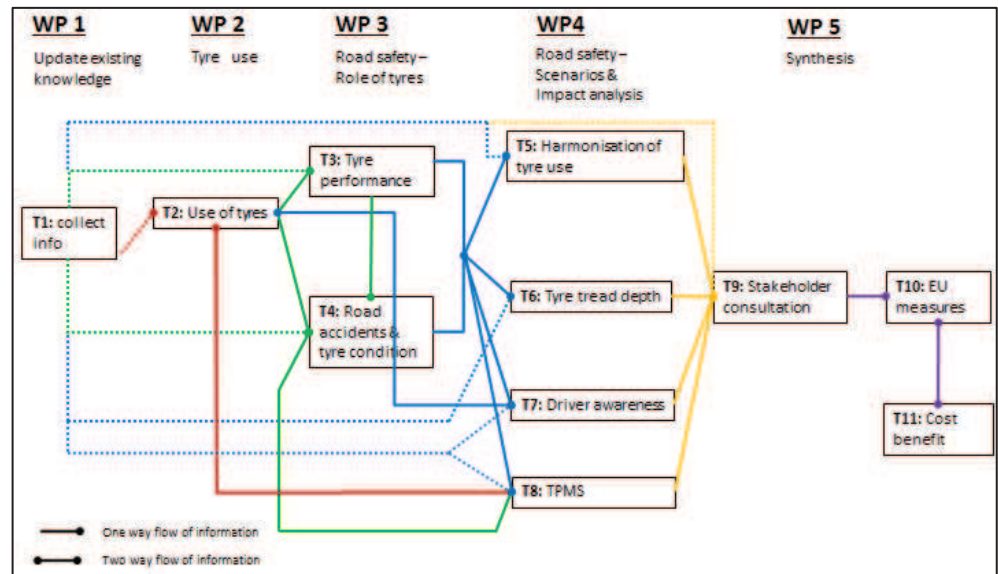 WP 1
Update existing
knowledge
WP 2
Tyre use
WP 3
Road safety –
Role of tyres
WP4
Road safety –
Scenarios &
Impact analysis
WP 5
Synthesis
T1: collect
info
T2: Use of tyres
T3: Tyre
performance
T4: Road
accidents &
tyre condition
T5: Harmonisation of
tyre use
T6: Tyre tread depth
T7: Driver awareness
T8: TPMS
T9: Stakeholder
consultation
T10: EU
measures
T11: Cost
benefit
One way flow of information
Two way flow of information